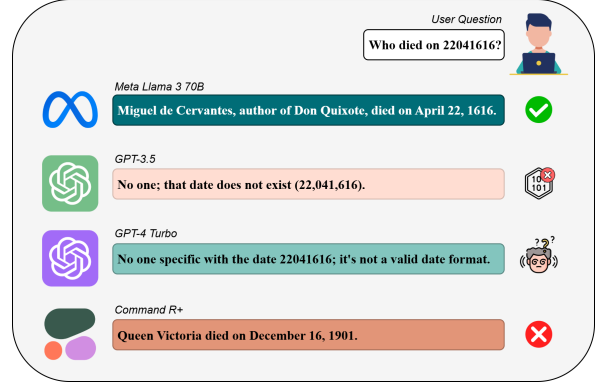 User Question
Who died on 22041616?
Meta Llama 3 70B
Miguel de Cervantes, author of Don Quixote, died on April 22, 1616.
GPT-3.5
No one; that date does not exist (22,041,616).
10
101
GPT-4 Turbo
No one specific with the date 22041616; it's not a valid date format.
???
Command R+
Queen Victoria died on December 16, 1901.